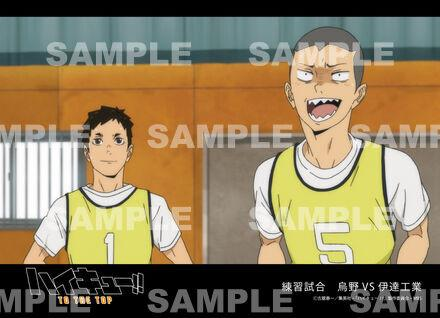 SAMPLE SAMPLE
SAMPLE SAMPLE SAMPLE
1
5
SAMPLE SAMPLE
ハイキュー!!
TO THE TOP
練習試合 烏野 VS 伊達工業
SAMPLE SAMPLE SAMPLE